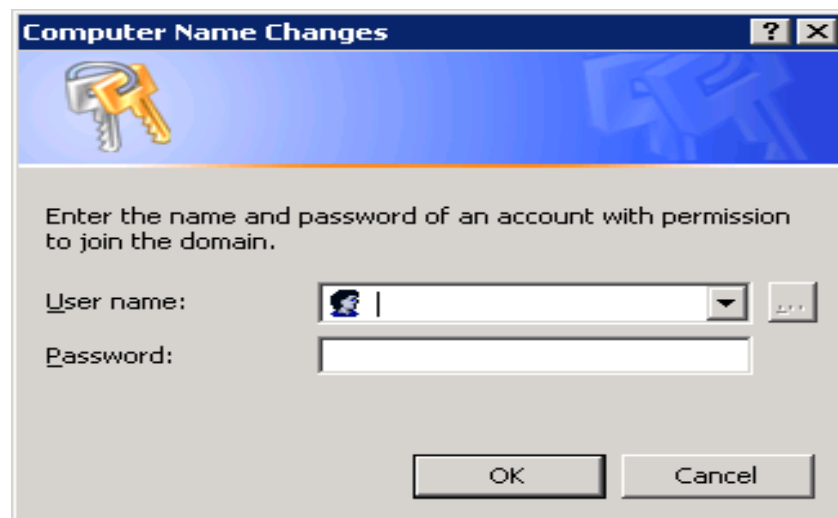 Computer Name Changes
Enter the name and password of an account with permission
to join the domain.
User name:
...
Password:
OK
Cancel